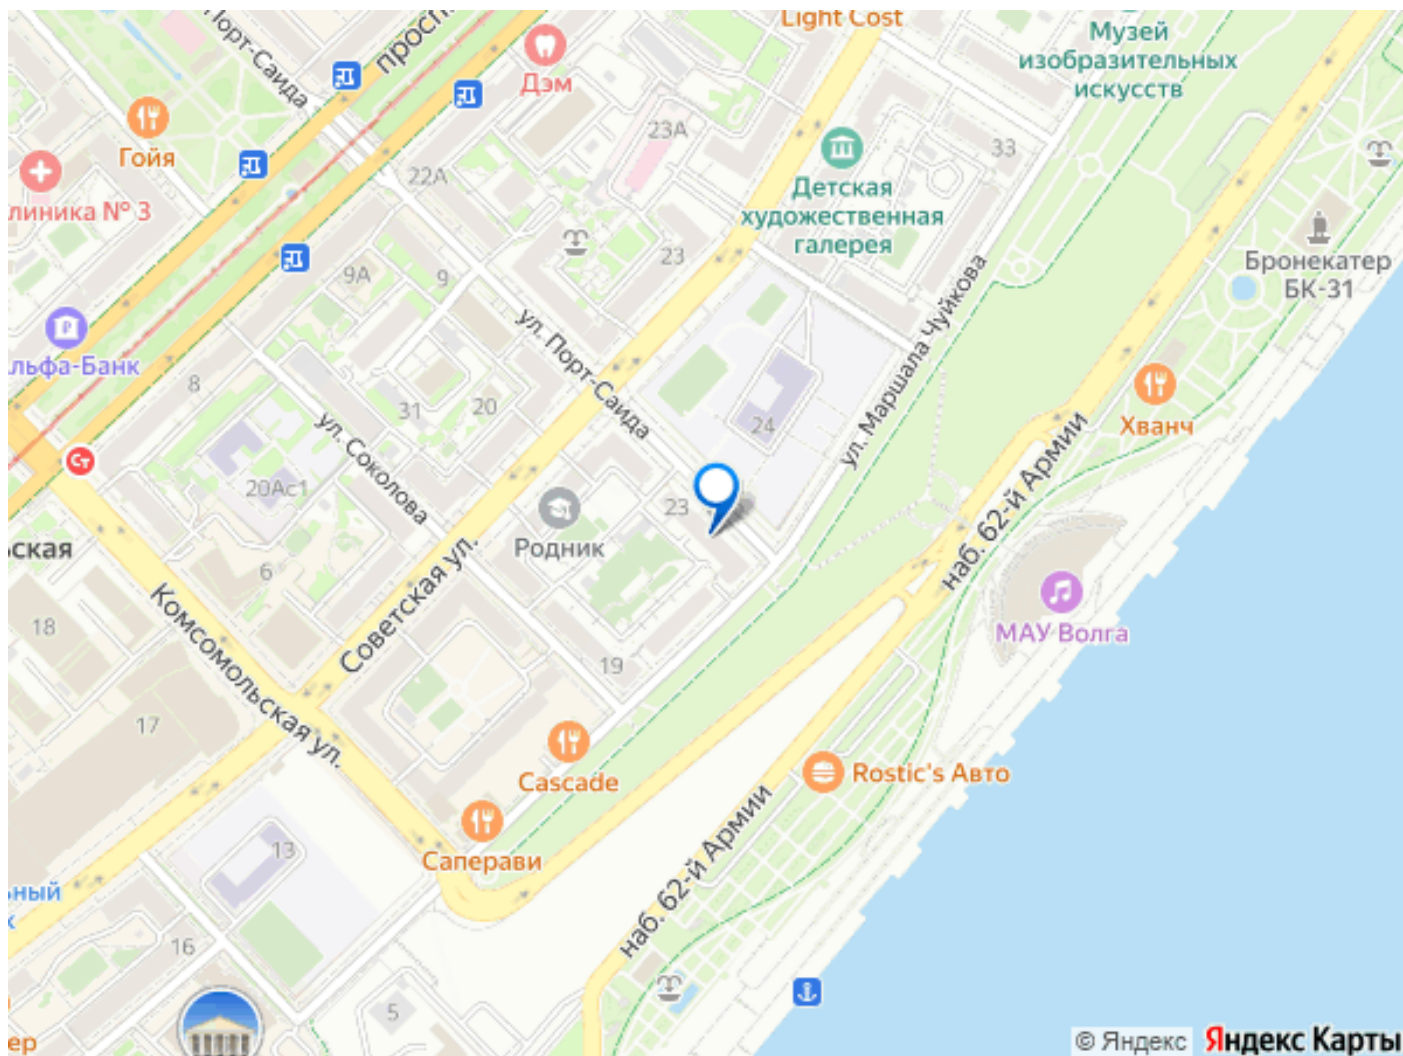 Light Cost
Музей
изобразительных
искусств
Порт-Саида
просп
Дэм
Гойя
линика № 3
22А
23А
33
Детская
художественная
галерея
23
9А
9
Бронекатер
БК-31
ул. Порт-Саида
ул. Маршала Чуйкова
льфа-Банк
8
31
20
24
Хванч
ул. Соколова
20Ас1
23
Родник
наб. 62-й Армии
ская
6
Советская ул.
18
МАУ Волга
Комсомольская ул.
19
17
Cascade
Rostic's Авто
Саперави
13
наб. 62-й Армии
ьный
к
16
5
ер
© Яндекс Яндекс Карты